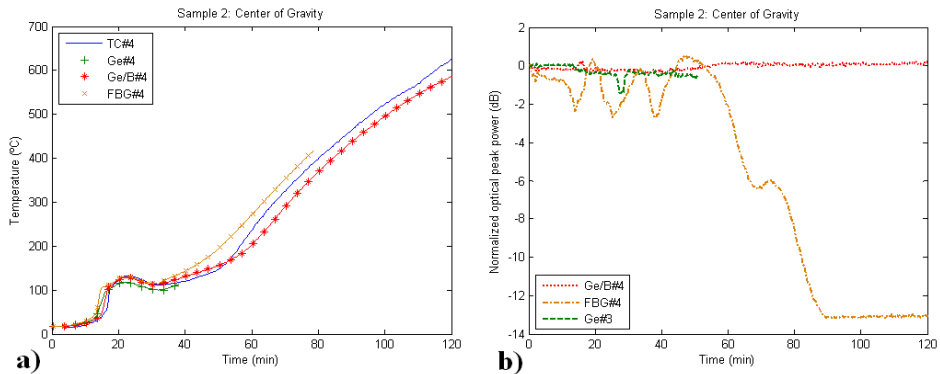 Sample 2: Center of Gravity
700
600
500
400
300
200
100
0
Temperature (ºC)
TC#4
Ge#4
Ge/B#4
FBG#4
0 20 40 60 80 100 120
Time (min)
a)
Sample 2: Center of Gravity
2
0
-2
-4
-6
-8
-10
-12
-14
Normalized optical peak power (dB)
Ge/B#4
FBG#4
Ge#3
0 20 40 60 80 100 120
Time (min)
b)